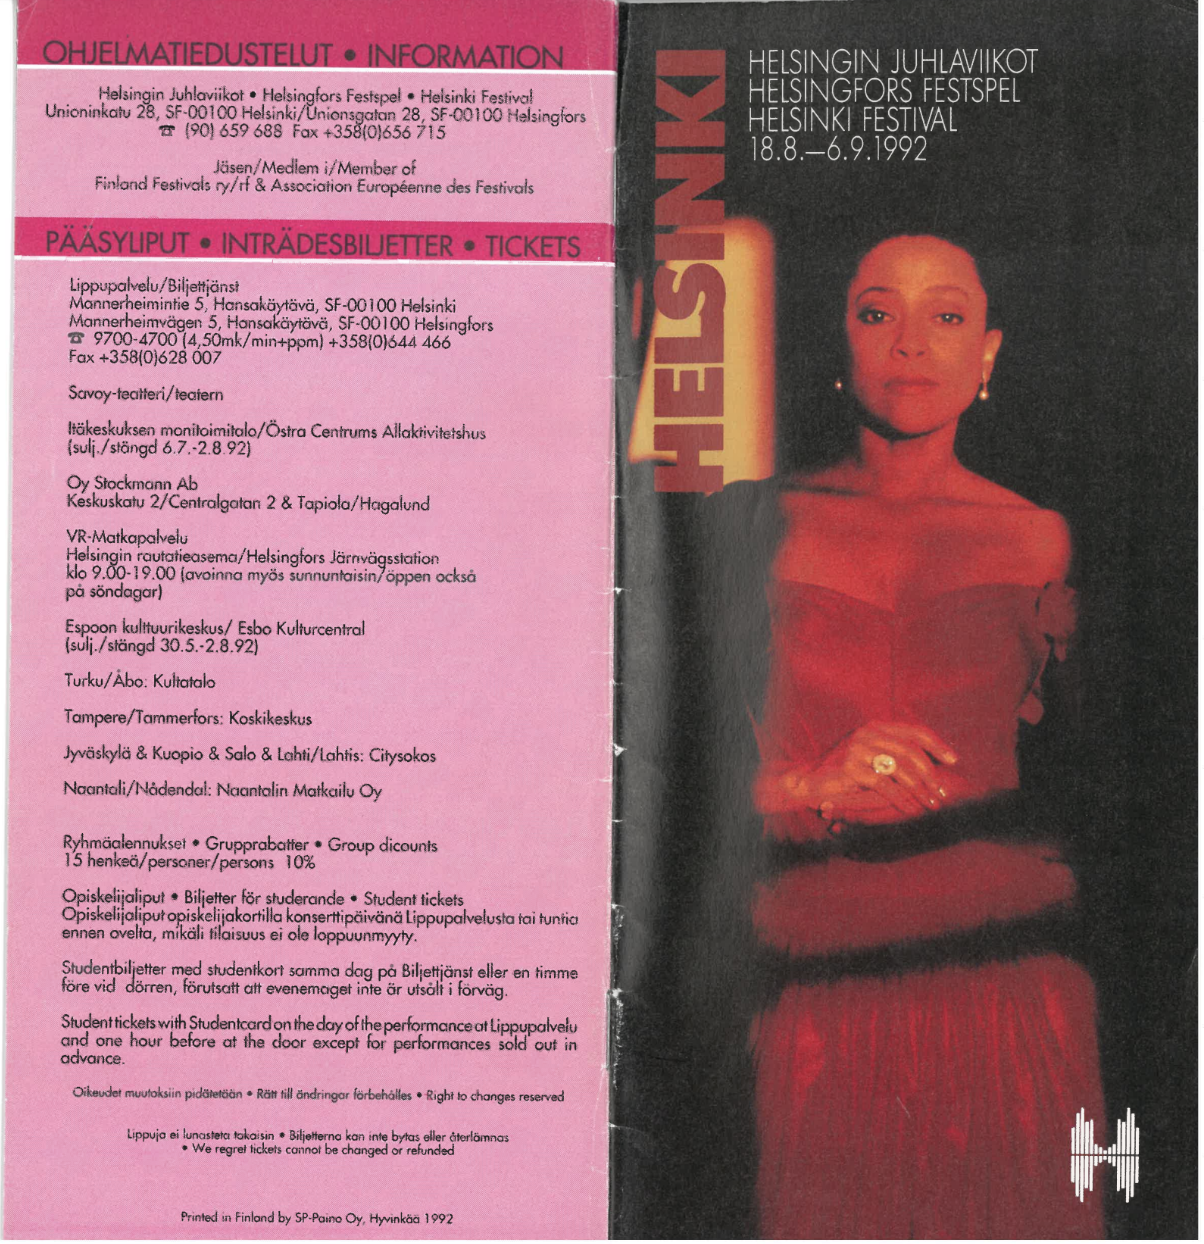 OHJELMATIEDUSTELUT • INFORMATION
Helsingin Juhlaviikot • Helsingfors Festspel • Helsinki Festival
Unioninkatu 28, SF-00100 Helsinki/Unionsgatan 28, SF-00100 Helsingfors
☎ (90) 659 688 Fax +358(0)656 715
Jäsen/Medlem i/Member of
Finland Festivals ry/rf & Association Européenne des Festivals
PÄÄSYLIPUT • INTRÄDESBILJETTER • TICKETS
Lippupalvelu/Biljettjänst
Mannerheimintie 5, Hansakäytävä, SF-00100 Helsinki
Mannerheimvägen 5, Hansakäytävä, SF-00100 Helsingfors
☎ 9700-4700 (4,50mk/min+ppm) +358(0)644 466
Fax +358(0)628 007
Savoy-teatteri/teatern
Itäkeskuksen monitoimitalo/Östra Centrums Allaktivitetshus
(sulj./stängd 6.7.-2.8.92)
Oy Stockmann Ab
Keskuskatu 2/Centralgatan 2 & Tapiola/Hagalund
VR-Matkapalvelu
Helsingin rautatieasema/Helsingfors Järnvägsstation
klo 9.00-19.00 (avoinna myös sunnuntaisin/öppen också
på söndagar)
Espoon kulttuurikeskus/ Esbo Kulturcentral
(sulj./stängd 30.5.-2.8.92)
Turku/Åbo: Kultatalo
Tampere/Tammerfors: Koskikeskus
Jyväskylä & Kuopio & Salo & Lahti/Lahtis: Citysokos
Naantali/Nådendal: Naantalin Matkailu Oy
Ryhmäalennukset • Grupprabatter • Group dicounts
15 henkeä/personer/persons 10%
Opiskelijaliput • Biljetter för studerande • Student tickets
Opiskelijaliput opiskelijakortilla konserttipäivänä Lippupalvelusta tai tuntia
ennen ovelta, mikäli tilaisuus ei ole loppuunmyyty.
Studentbiljetter med studentkort samma dag på Biljettjänst eller en timme
före vid dörren, förutsatt att evenemaget inte är utsålt i förväg.
Student tickets with Studentcard on the day of the performance at Lippupalvelu
and one hour before at the door except for performances sold out in
advance.
Oikeudet muutoksiin pidätetään • Rätt till ändringar förbehålles • Right to changes reserved
Lippuja ei lunasteta takaisin • Biljetterna kan inte bytas eller återlämnas
• We regret tickets cannot be changed or refunded
Printed in Finland by SP-Paino Oy, Hyvinkää 1992
HELSINKI
HELSINGIN JUHLAVIIKOT
HELSINGFORS FESTSPEL
HELSINKI FESTIVAL
18.8.–6.9.1992